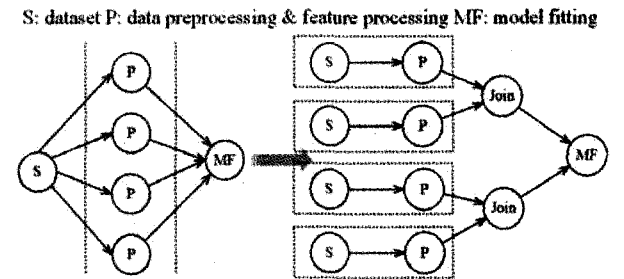 S: dataset P: data preprocessing & feature processing MF: model fitting
P
S P
Join
P
S P
S
MF
MF
P
S P
Join
P
S P